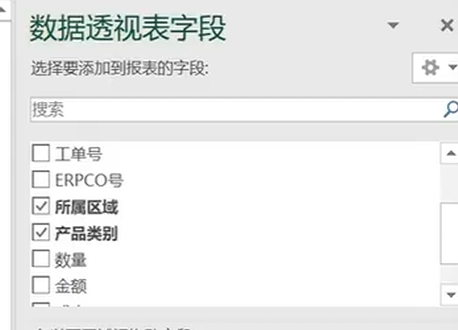 数据透视表字段
选择要添加到报表的字段:
搜索
工单号
ERPCO号
所属区域
产品类别
数量
金额